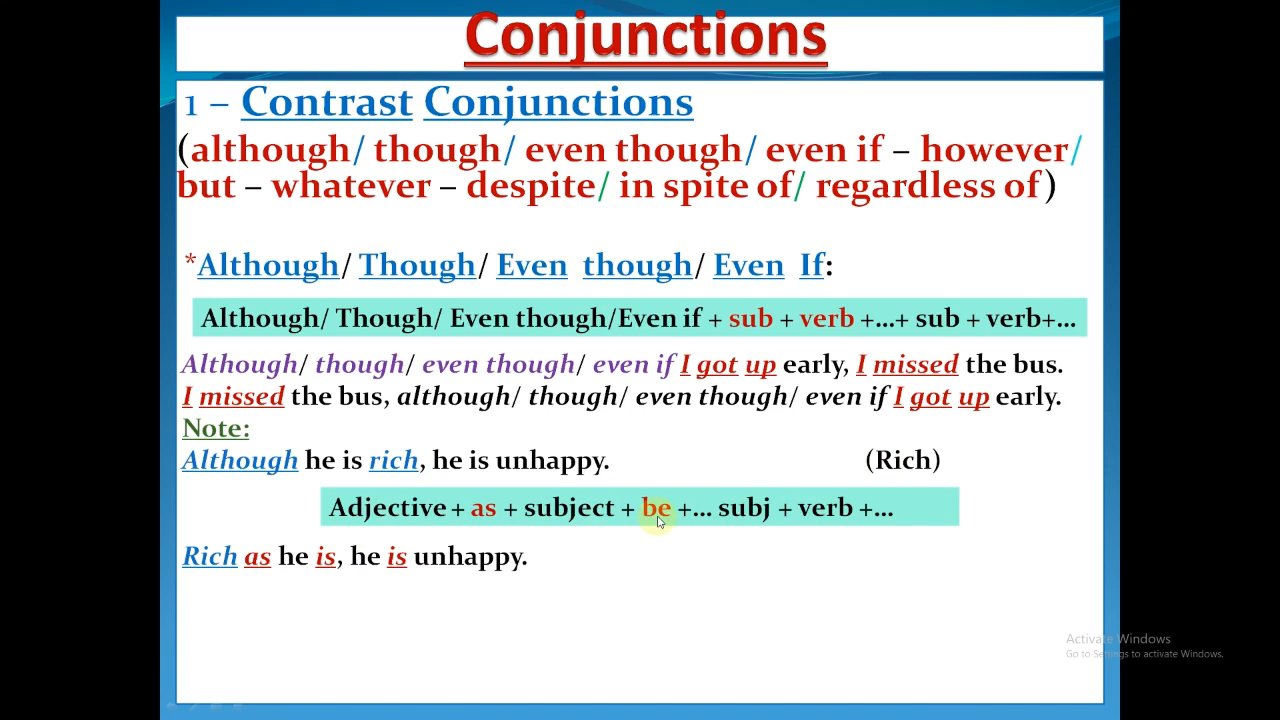 Conjunctions
1 – Contrast Conjunctions
(although/ though/ even though/ even if – however/
but – whatever – despite/ in spite of/ regardless of)
*Although/ Though/ Even though/ Even If:
Although/ Though/ Even though/Even if + sub + verb +...+ sub + verb+...
Although/ though/ even though/ even if I got up early, I missed the bus.
I missed the bus, although/ though/ even though/ even if I got up early.
Note:
Although he is rich, he is unhappy. (Rich)
Adjective + as + subject + be +... subj + verb +...
Rich as he is, he is unhappy.
Activate Windows
Go to Settings to activate Windows.